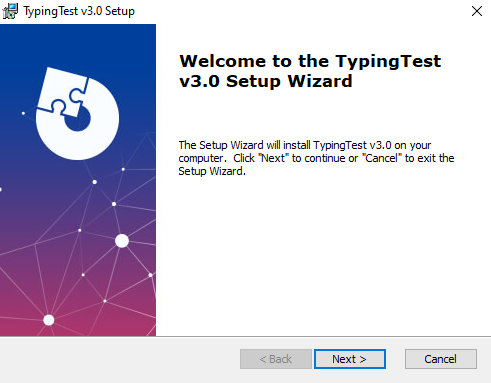 TypingTest v3.0 Setup
Welcome to the TypingTest
v3.0 Setup Wizard
The Setup Wizard will install TypingTest v3.0 on your
computer. Click "Next" to continue or "Cancel" to exit the
Setup Wizard.
< Back
Next >
Cancel